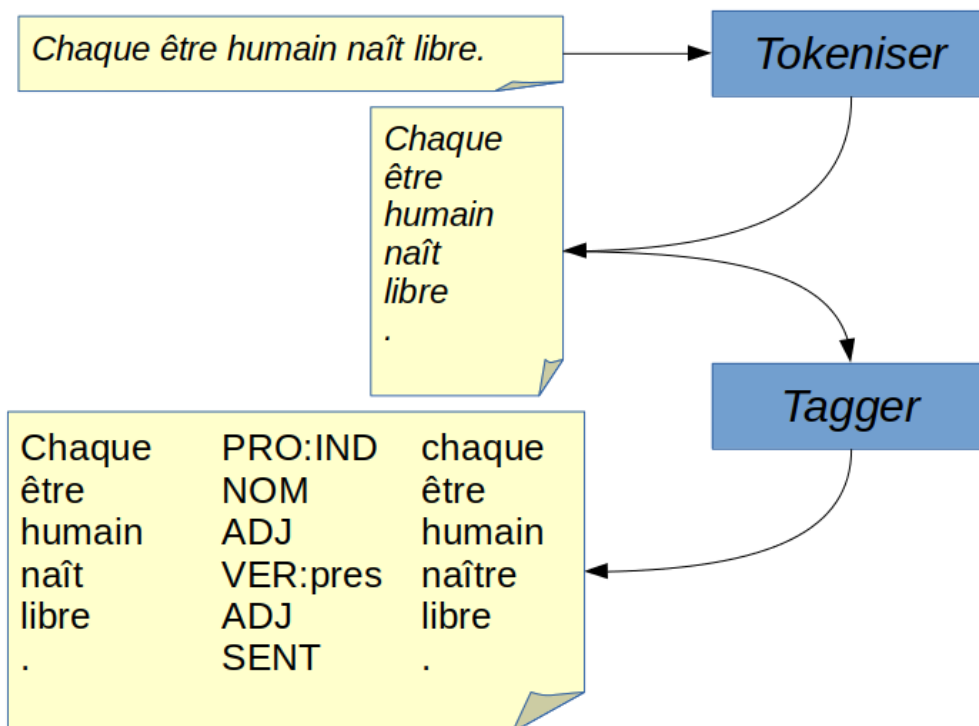 Chaque être humain naît libre.
Tokeniser
Chaque
être
humain
naît
libre
.
Tagger
Chaque PRO:IND chaque
être NOM être
humain ADJ humain
naît VER:pres naître
libre ADJ libre
. SENT .